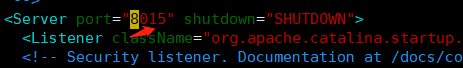 -->
<Server port="8015" shutdown="SHUTDOWN">
<Listener className="org.apache.catalina.startup.
<!-- Security listener. Documentation at /docs/co